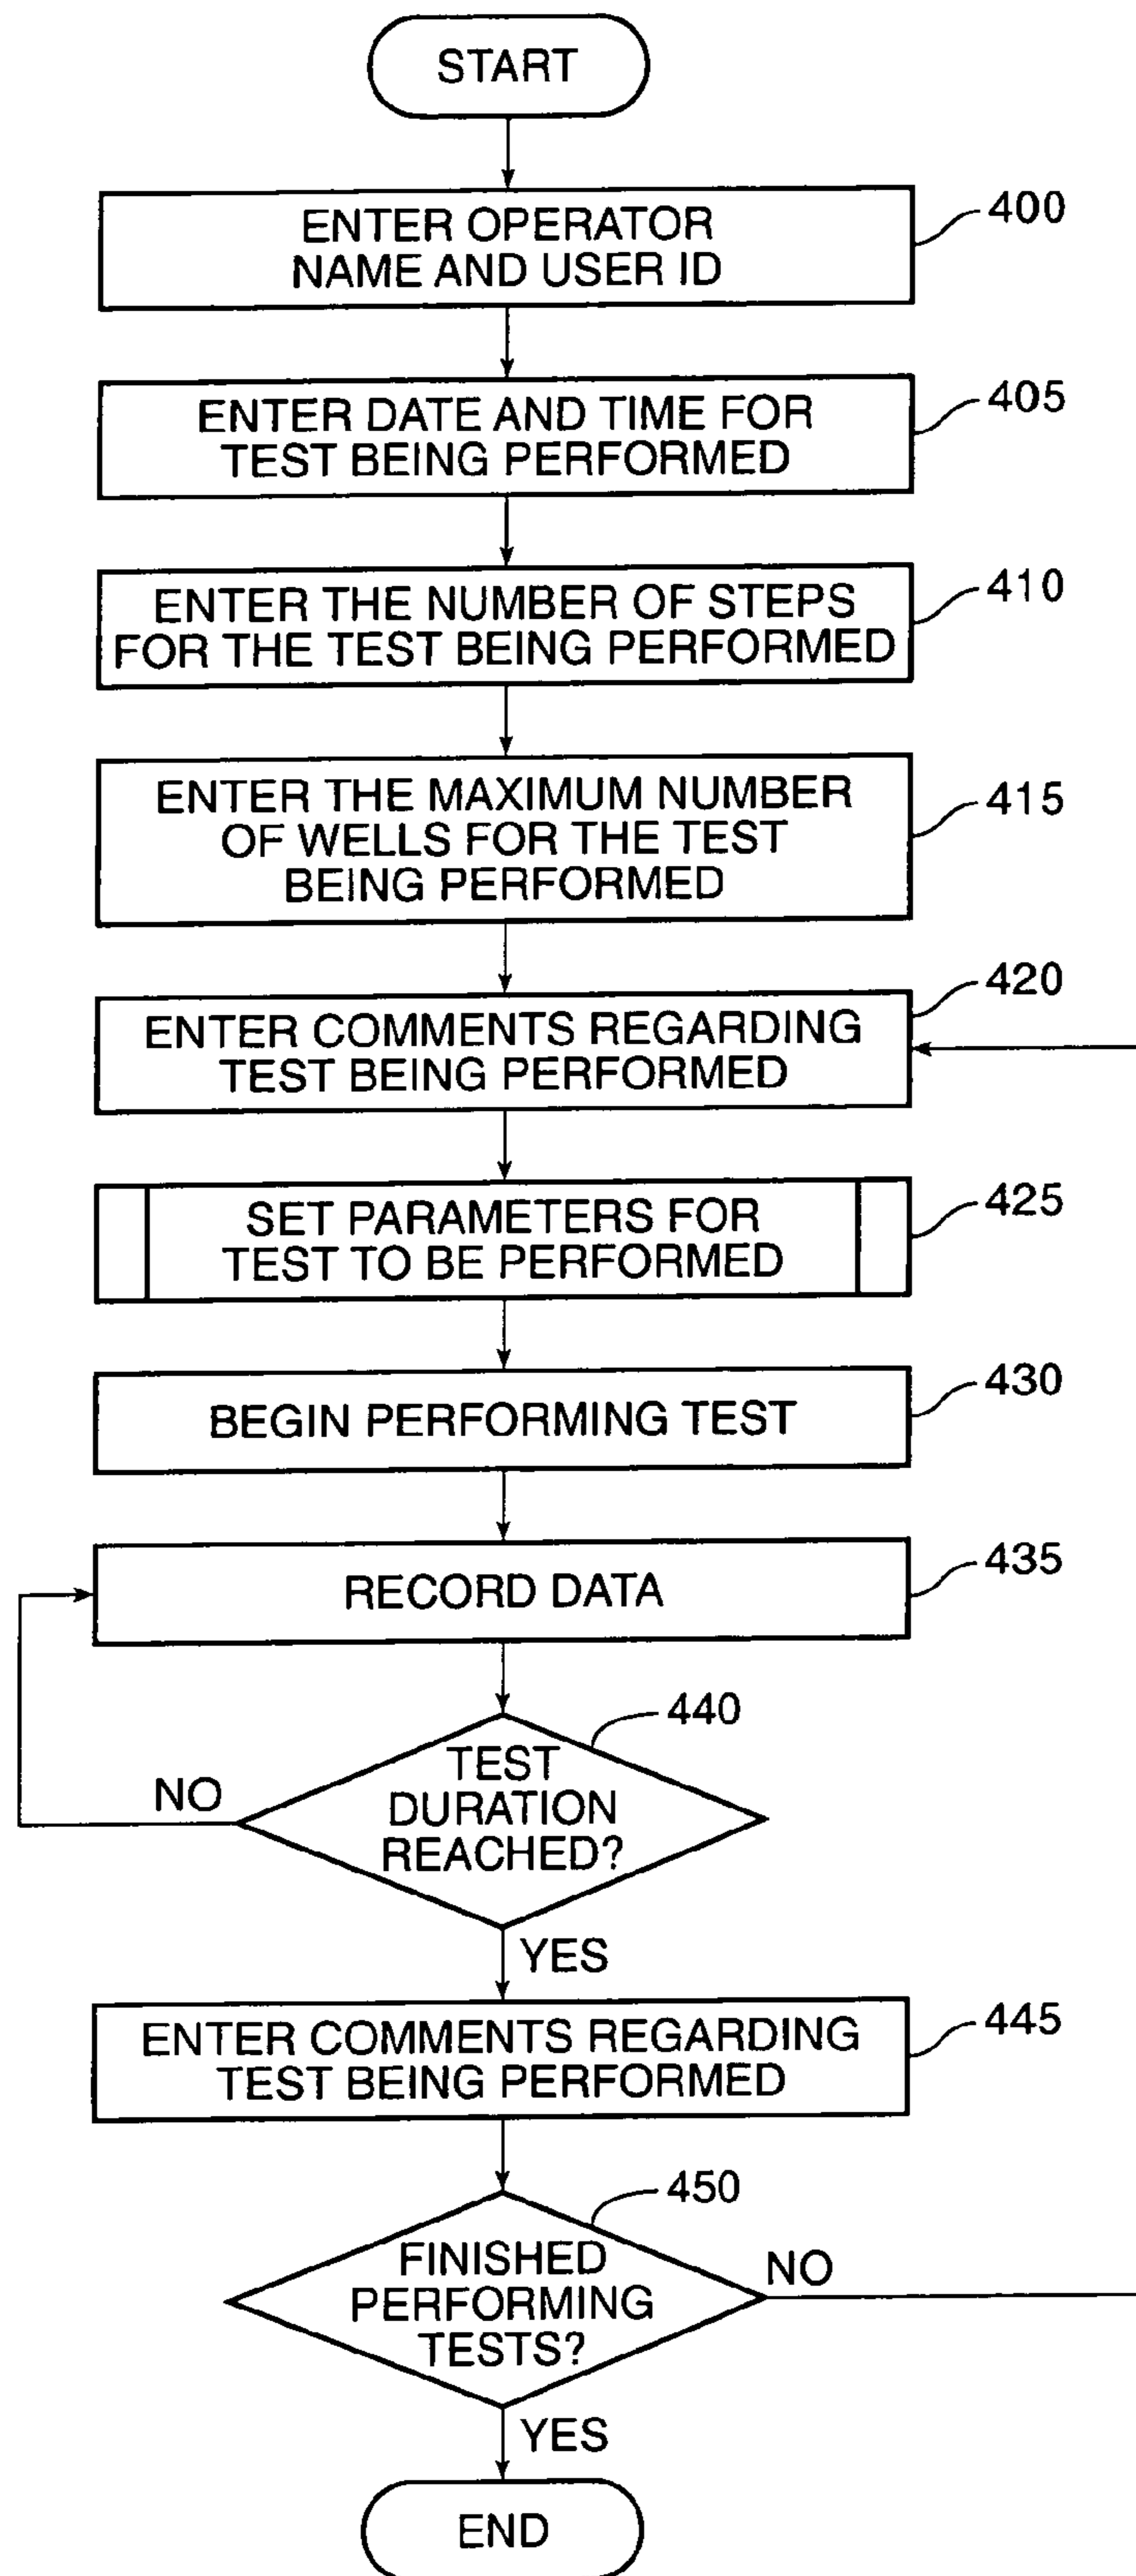 START
ENTER OPERATOR
NAME AND USER ID
400
ENTER DATE AND TIME FOR
TEST BEING PERFORMED
405
ENTER THE NUMBER OF STEPS
FOR THE TEST BEING PERFORMED
410
ENTER THE MAXIMUM NUMBER
OF WELLS FOR THE TEST
BEING PERFORMED
415
ENTER COMMENTS REGARDING
TEST BEING PERFORMED
420
SET PARAMETERS FOR
TEST TO BE PERFORMED
425
BEGIN PERFORMING TEST
430
RECORD DATA
435
TEST
DURATION
REACHED?
440
NO
YES
ENTER COMMENTS REGARDING
TEST BEING PERFORMED
445
FINISHED
PERFORMING
TESTS?
450
NO
YES
END